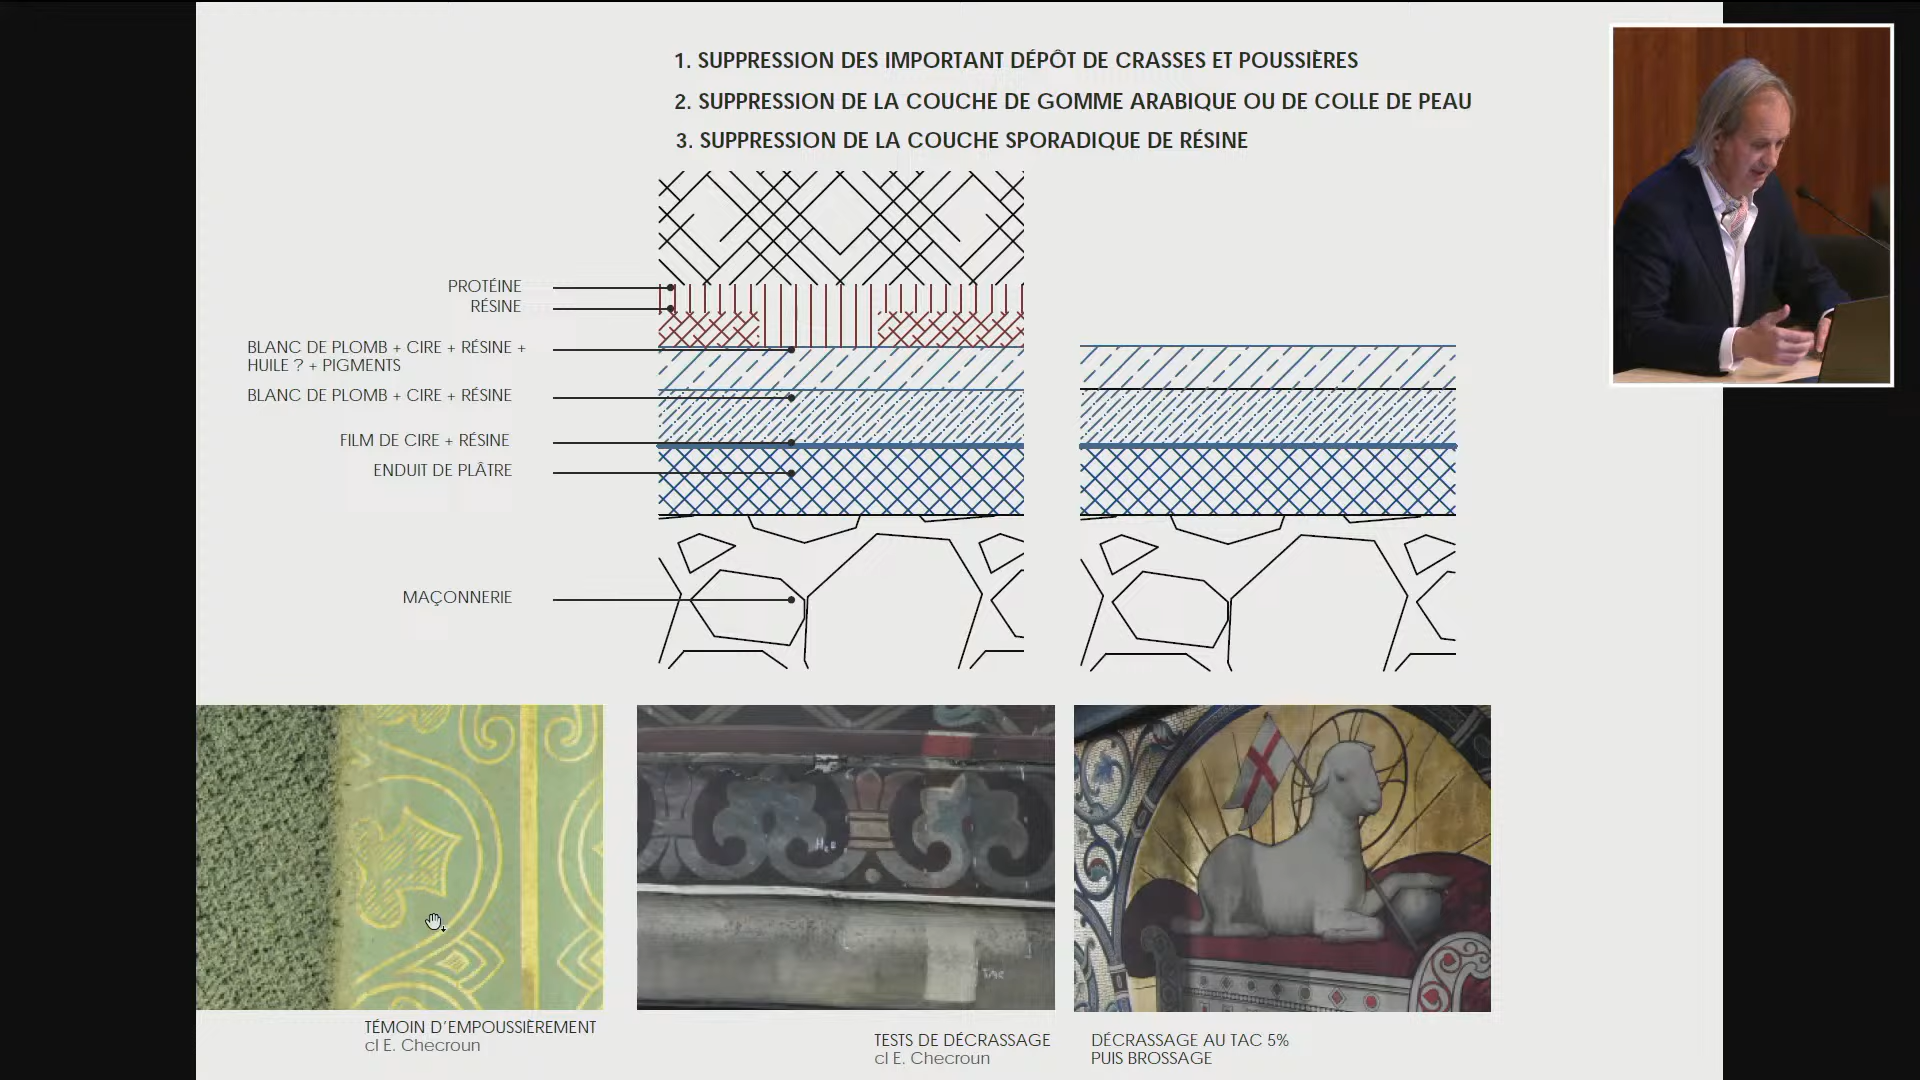 1. SUPPRESSION DES IMPORTANT DÉPÔT DE CRASSES ET POUSSIÈRES
2. SUPPRESSION DE LA COUCHE DE GOMME ARABIQUE OU DE COLLE DE PEAU
3. SUPPRESSION DE LA COUCHE SPORADIQUE DE RÉSINE
PROTÉINE
RÉSINE
BLANC DE PLOMB + CIRE + RÉSINE +
HUILE ? + PIGMENTS
BLANC DE PLOMB + CIRE + RÉSINE
FILM DE CIRE + RÉSINE
ENDUIT DE PLÂTRE
MAÇONNERIE
TÉMOIN D'EMPOUSSIÈREMENT
cl E. Checroun
TESTS DE DÉCRASSAGE
cl E. Checroun
DÉCRASSAGE AU TAC 5%
PUIS BROSSAGE